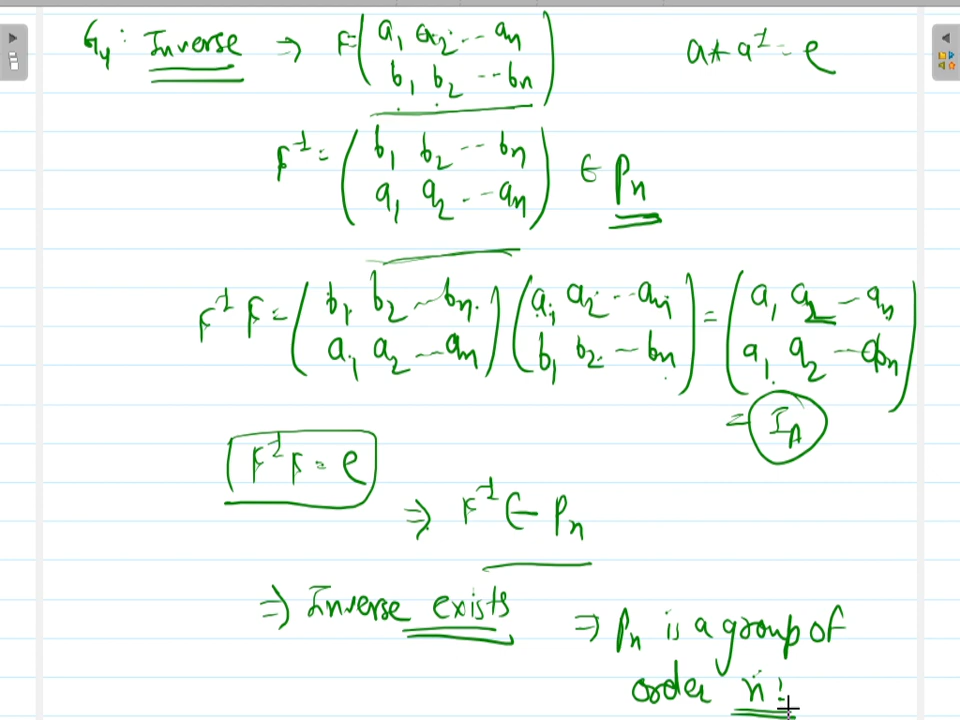 G4: Inverse ⇒ F = ( a1 a2 ... an
b1 b2 ... bn ) a * a^-1 = e
F^-1 = ( b1 b2 ... bn
a1 a2 ... an ) ∈ Pn
F^-1 F = ( b1 b2 ... bn ) ( a1 a2 ... an ) = ( a1 a2 ... an )
( a1 a2 ... an ) ( b1 b2 ... bn ) ( a1 a2 ... an )
= IA
F^-1 F = e
⇒ F^-1 ∈ Pn
⇒ Inverse exists
⇒ Pn is a group of
order n!